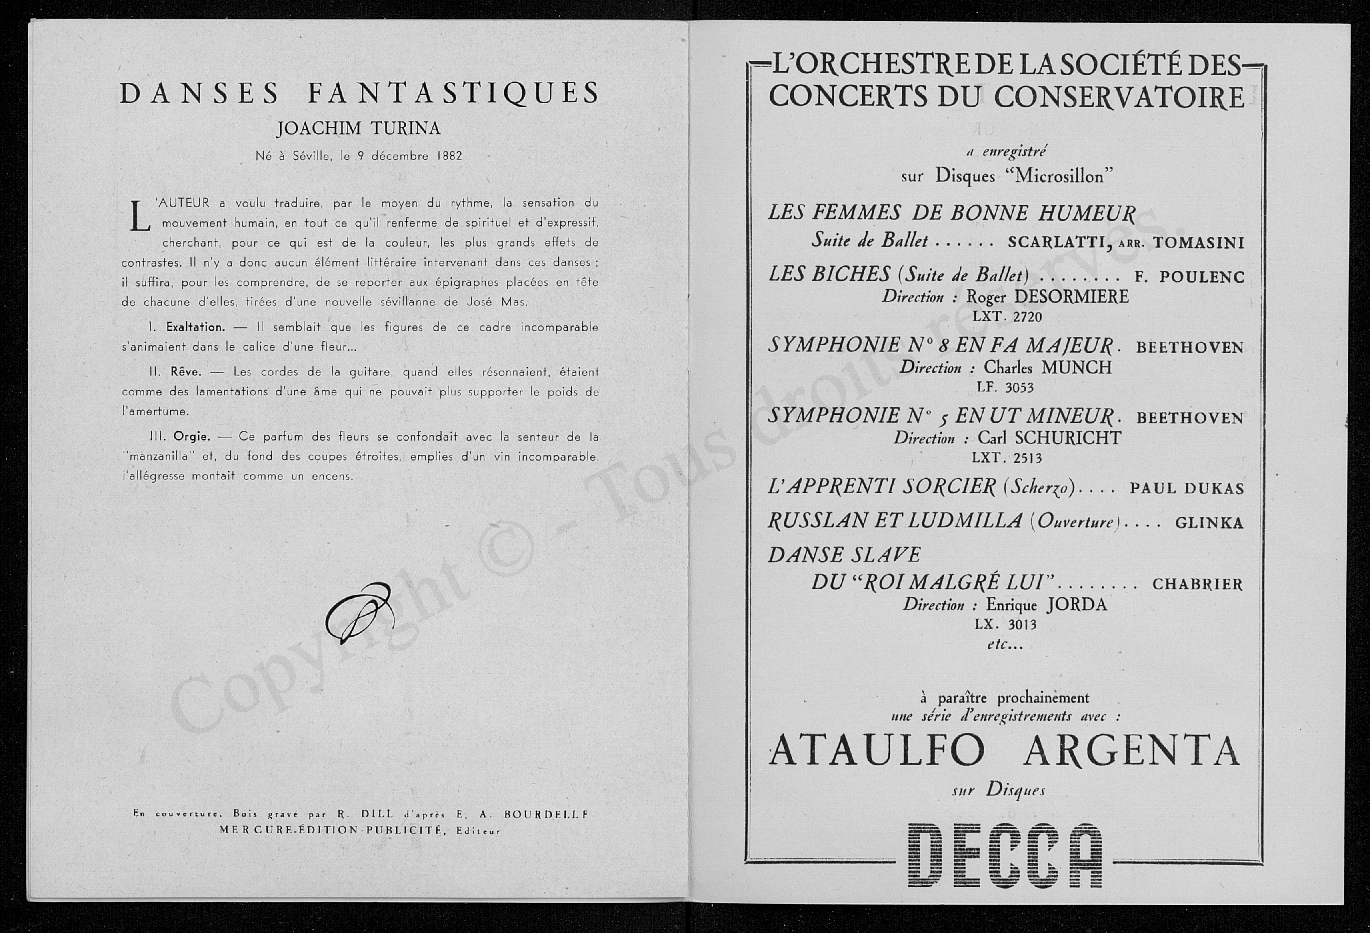 DANSES FANTASTIQUES
JOACHIM TURINA
Né à Séville, le 9 décembre 1882
L'AUTEUR a voulu traduire, par le moyen du rythme, la sensation du
mouvement humain, en tout ce qu'il renferme de spirituel et d'expressif,
cherchant, pour ce qui est de la couleur, les plus grands effets de
contrastes. Il n'y a donc aucun élément littéraire intervenant dans ces danses ;
il suffira, pour les comprendre, de se reporter aux épigraphes placées en tête
de chacune d'elles, tirées d'une nouvelle sévillanne de José Mas.
I. Exaltation. — Il semblait que les figures de ce cadre incomparable
s'animaient dans le calice d'une fleur...
II. Rêve. — Les cordes de la guitare, quand elles résonnaient, étaient
comme des lamentations d'une âme qui ne pouvait plus supporter le poids de
l'amertume.
III. Orgie. — Ce parfum des fleurs se confondait avec la senteur de la
"manzanilla" et, du fond des coupes étroites, emplies d'un vin incomparable,
l'allégresse montait comme un encens.
En couverture, Bois gravé par R. DILL d'après E. A. BOURDELLE
MERCURE-ÉDITION-PUBLICITÉ, Editeur
L'ORCHESTRE DE LA SOCIÉTÉ DES
CONCERTS DU CONSERVATOIRE
a enregistré
sur Disques "Microsillon"
LES FEMMES DE BONNE HUMEUR
Suite de Ballet ...... SCARLATTI, ARR. TOMASINI
LES BICHES (Suite de Ballet) ........ F. POULENC
Direction : Roger DESORMIERE
LXT. 2720
SYMPHONIE N° 8 EN FA MAJEUR. BEETHOVEN
Direction : Charles MUNCH
LF. 3053
SYMPHONIE N° 5 EN UT MINEUR. BEETHOVEN
Direction : Carl SCHURICHT
LXT. 2513
L'APPRENTI SORCIER (Scherzo).... PAUL DUKAS
RUSSLAN ET LUDMILLA (Ouverture).... GLINKA
DANSE SLAVE
DU "ROI MALGRÉ LUI"........ CHABRIER
Direction : Enrique JORDA
LX. 3013
etc...
à paraître prochainement
une série d'enregistrements avec :
ATAULFO ARGENTA
sur Disques
DECCA
Copyright © - Tous droits réservés.